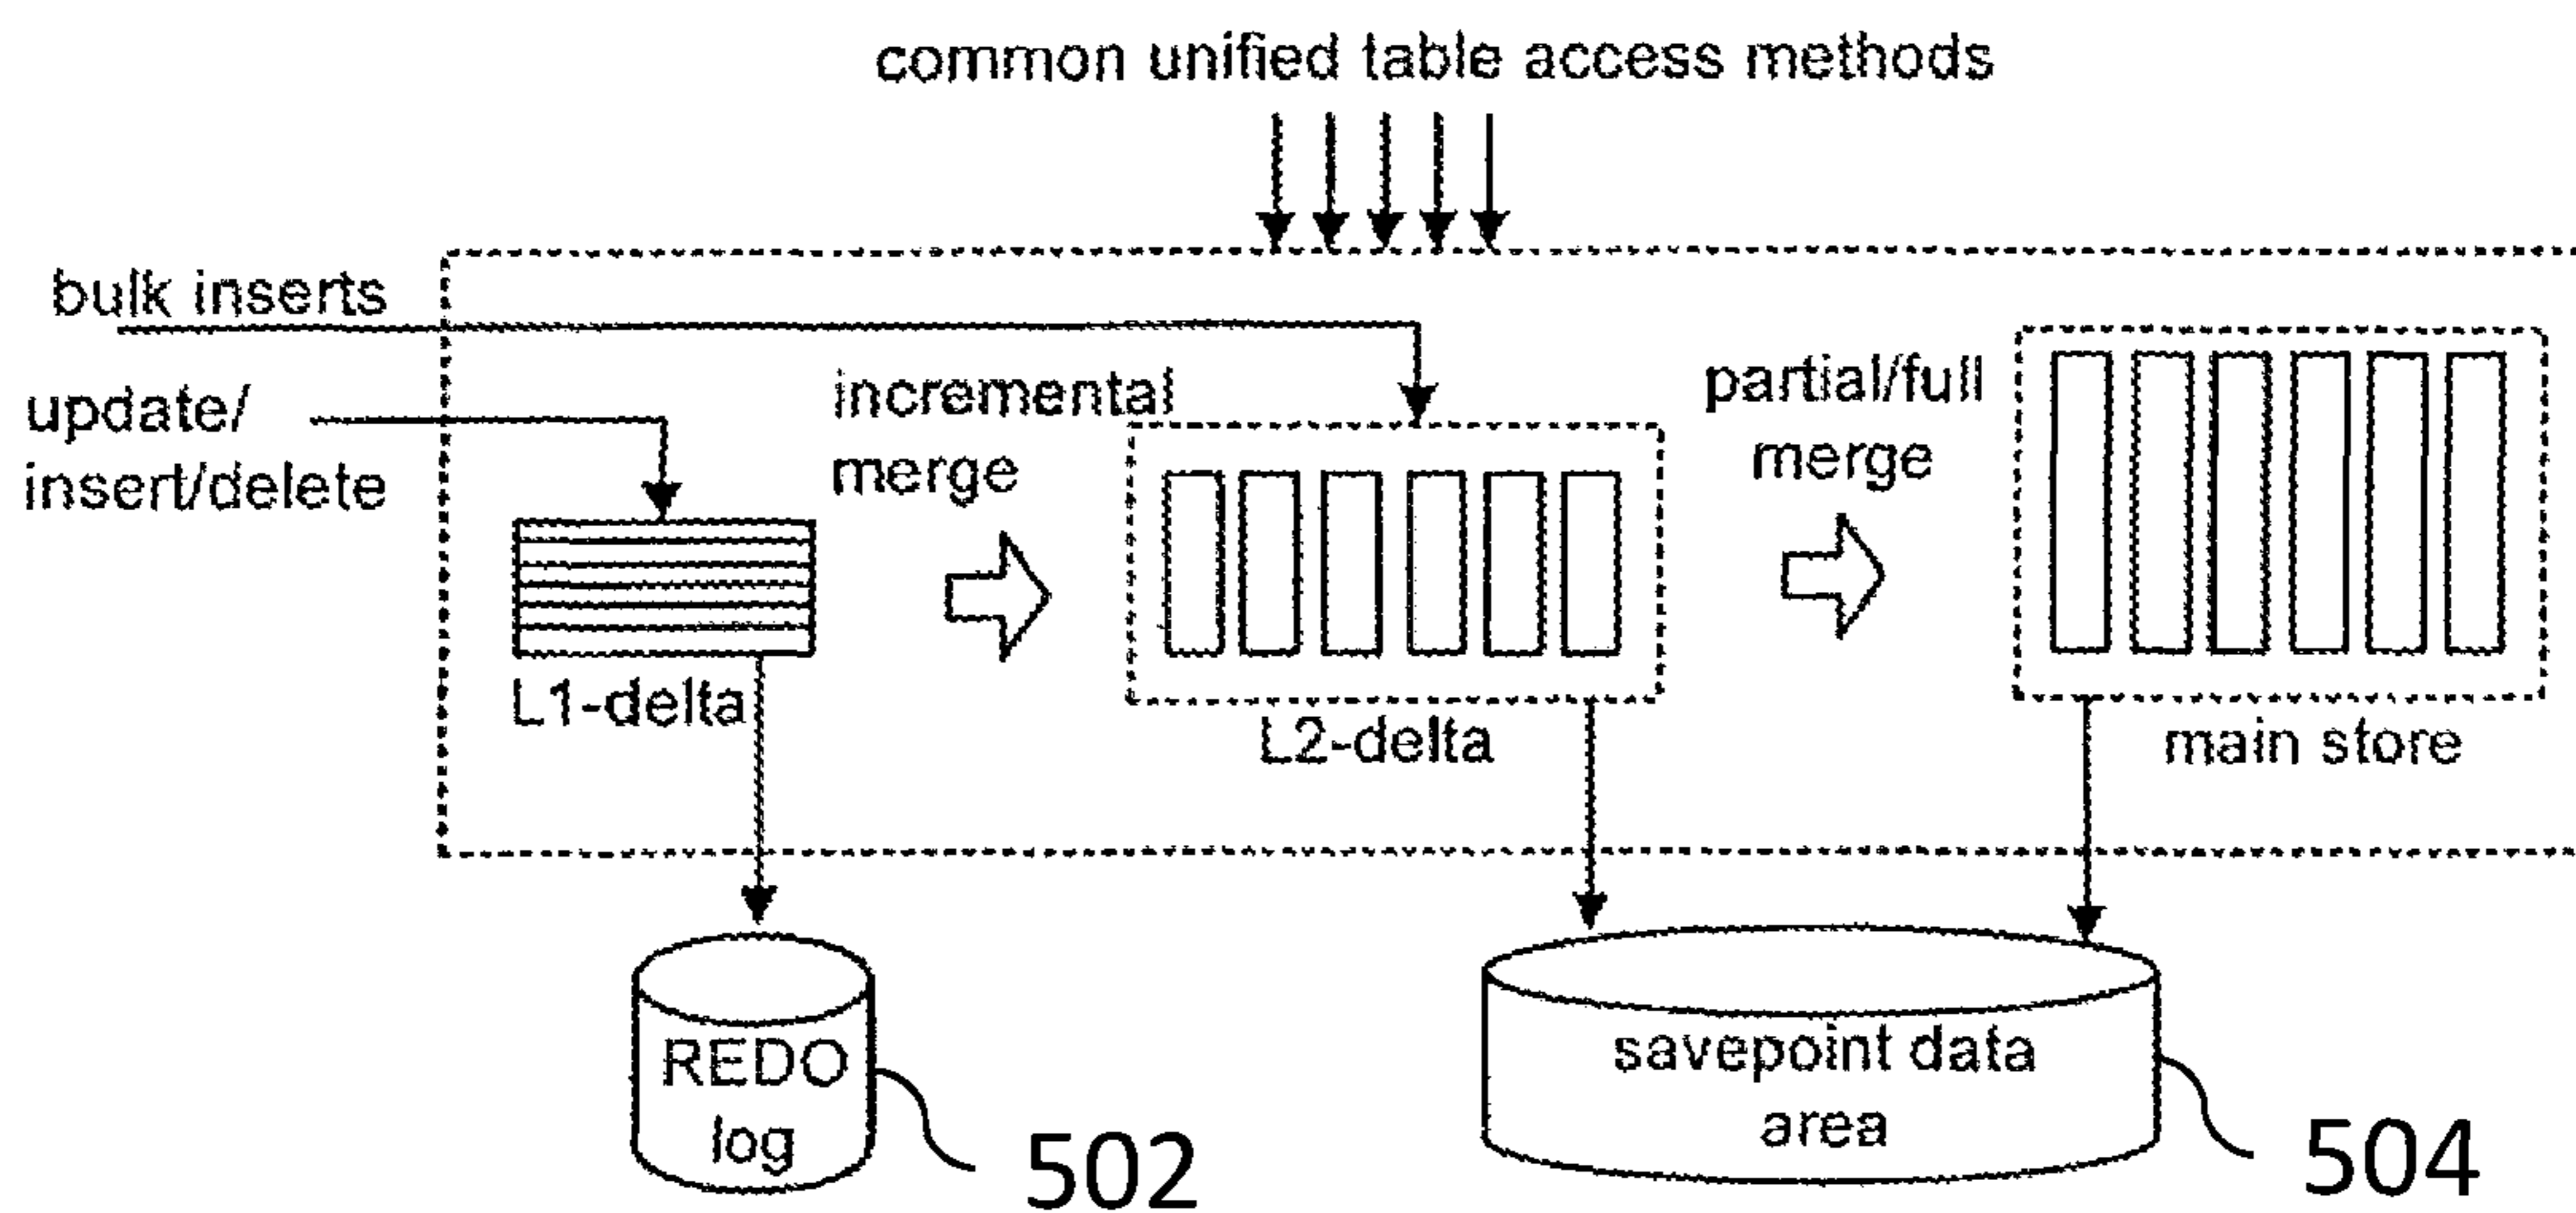 common unified table access methods
bulk inserts
update/
insert/delete
incremental
merge
partial/full
merge
L1-delta
L2-delta
main store
REDO
log
savepoint data
area
502
504